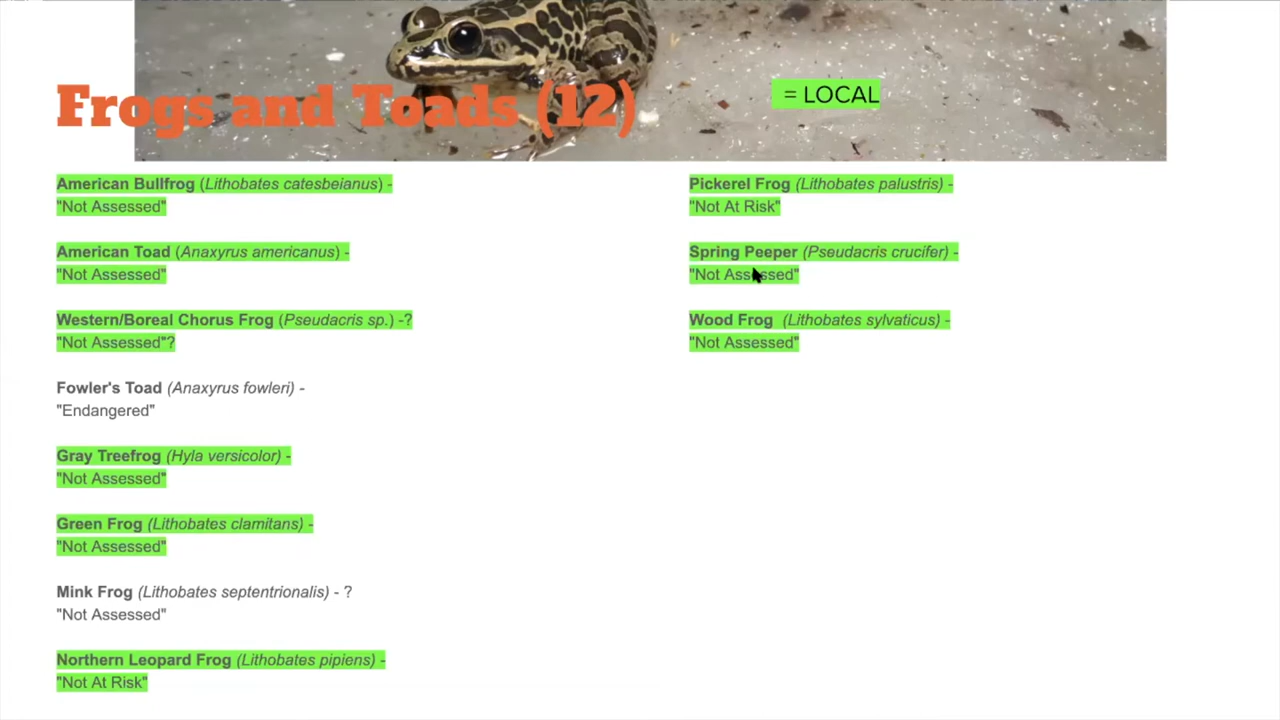 Frogs and Toads (12)
= LOCAL
American Bullfrog (Lithobates catesbeianus) -
"Not Assessed"
American Toad (Anaxyrus americanus) -
"Not Assessed"
Western/Boreal Chorus Frog (Pseudacris sp.) -?
"Not Assessed"?
Fowler's Toad (Anaxyrus fowleri) -
"Endangered"
Gray Treefrog (Hyla versicolor) -
"Not Assessed"
Green Frog (Lithobates clamitans) -
"Not Assessed"
Mink Frog (Lithobates septentrionalis) - ?
"Not Assessed"
Northern Leopard Frog (Lithobates pipiens) -
"Not At Risk"
Pickerel Frog (Lithobates palustris) -
"Not At Risk"
Spring Peeper (Pseudacris crucifer) -
"Not Assessed"
Wood Frog (Lithobates sylvaticus) -
"Not Assessed"